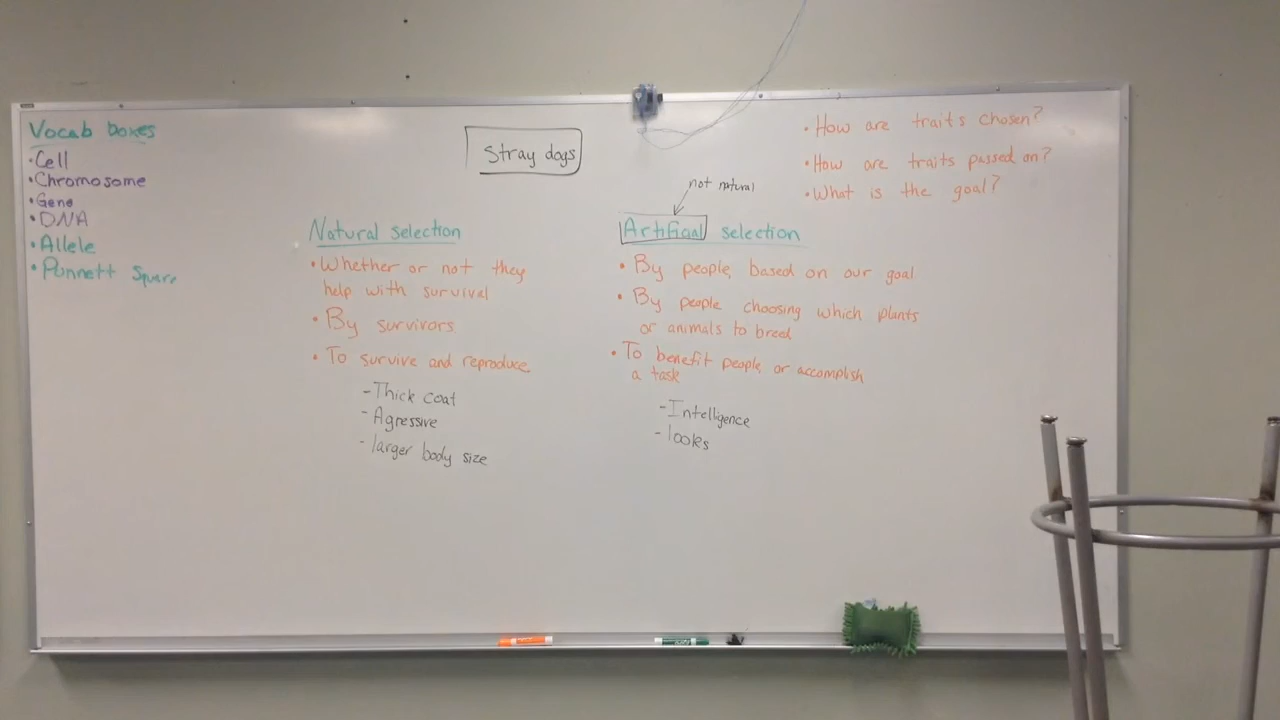 Vocab boxes
•Cell
•Chromosome
•Gene
•DNA
•Allele
•Punnett
Stray dogs
not natural
•How are traits chosen?
•How are traits passed on?
•What is the goal?
Natural selection
•Whether or not they
help with survival
•By survivors
•To survive and reproduce
-Thick coat
-Agressive
-larger body size
Artifical selection
•By people, based on our goal
•By people choosing which plants
or animals to breed
•To benefit people, or accomplish
a task
-Intelligence
-looks